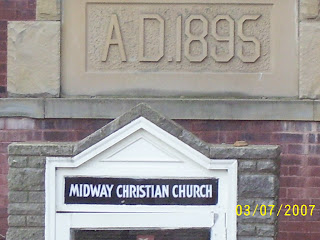 A.D.1895
MIDWAY CHRISTIAN CHURCH
03/07/2007